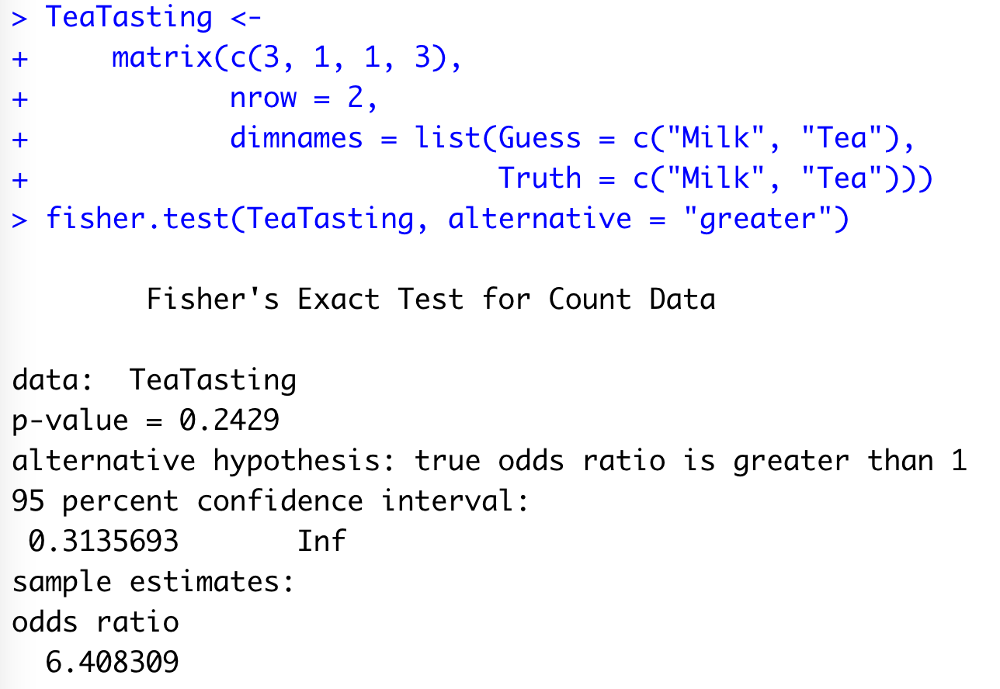 > TeaTasting <-
+     matrix(c(3, 1, 1, 3),
+            nrow = 2,
+            dimnames = list(Guess = c("Milk", "Tea"),
+                            Truth = c("Milk", "Tea")))
> fisher.test(TeaTasting, alternative = "greater")

        Fisher's Exact Test for Count Data

data:  TeaTasting
p-value = 0.2429
alternative hypothesis: true odds ratio is greater than 1
95 percent confidence interval:
 0.3135693       Inf
sample estimates:
odds ratio
  6.408309